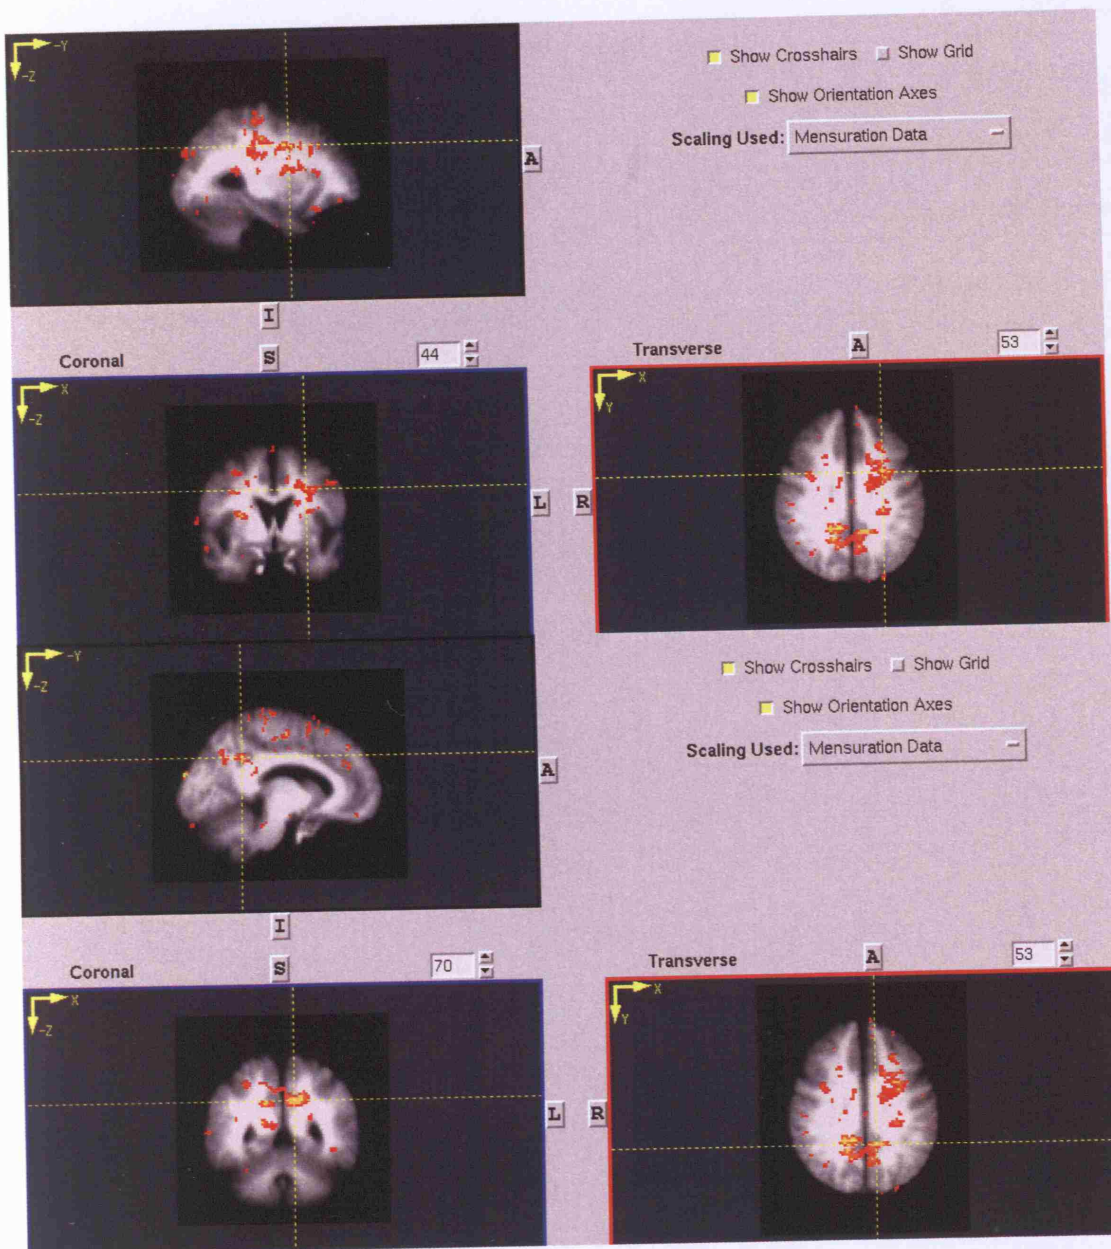 -Y
-Z
Show Crosshairs Show Grid
Show Orientation Axes
Scaling Used: Mensuration Data
A
I
Coronal S 44
Transverse A 53
X
-Z
X
Y
L R
-Y
-Z
Show Crosshairs Show Grid
Show Orientation Axes
Scaling Used: Mensuration Data
A
I
Coronal S 70
Transverse A 53
X
-Z
X
Y
L R